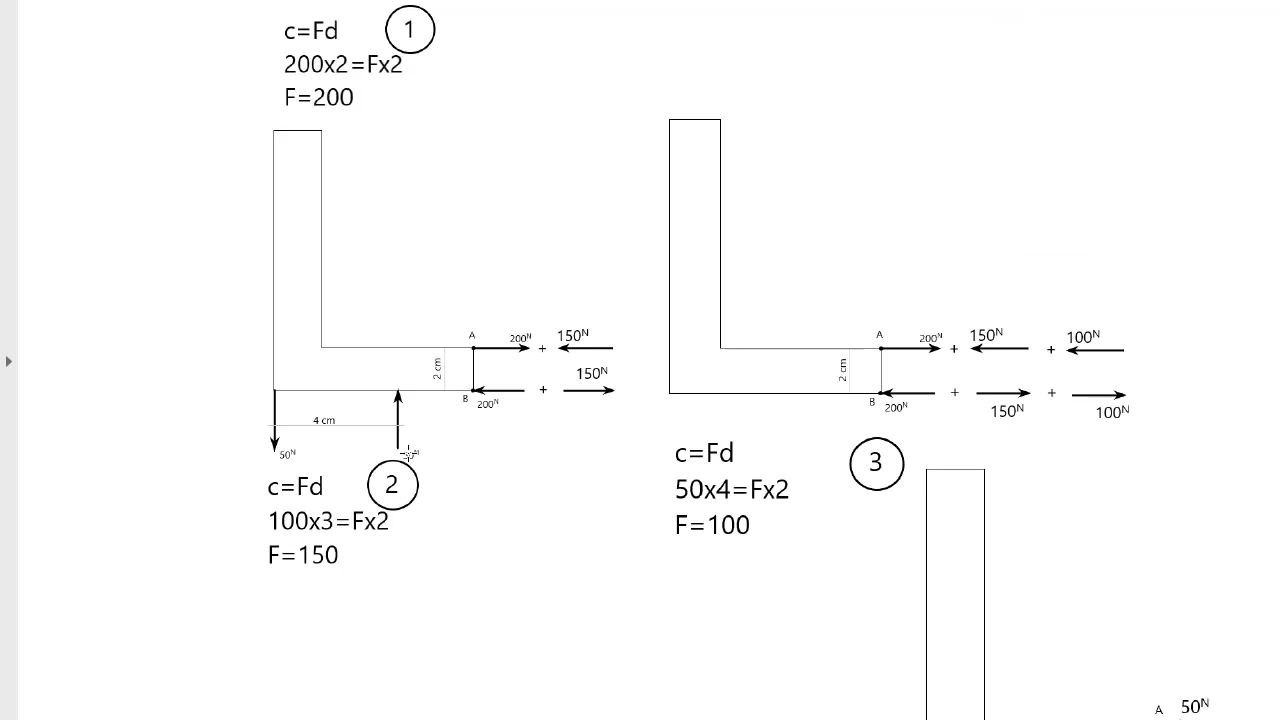 c=Fd
1
200x2=Fx2
F=200
A
200N
+
150N
2 cm
150N
B
200N
+
4 cm
50N
c=Fd
2
100x3=Fx2
F=150
A
200N
+
150N
+
100N
2 cm
B
200N
+
150N
+
100N
c=Fd
3
50x4=Fx2
F=100
A
50N